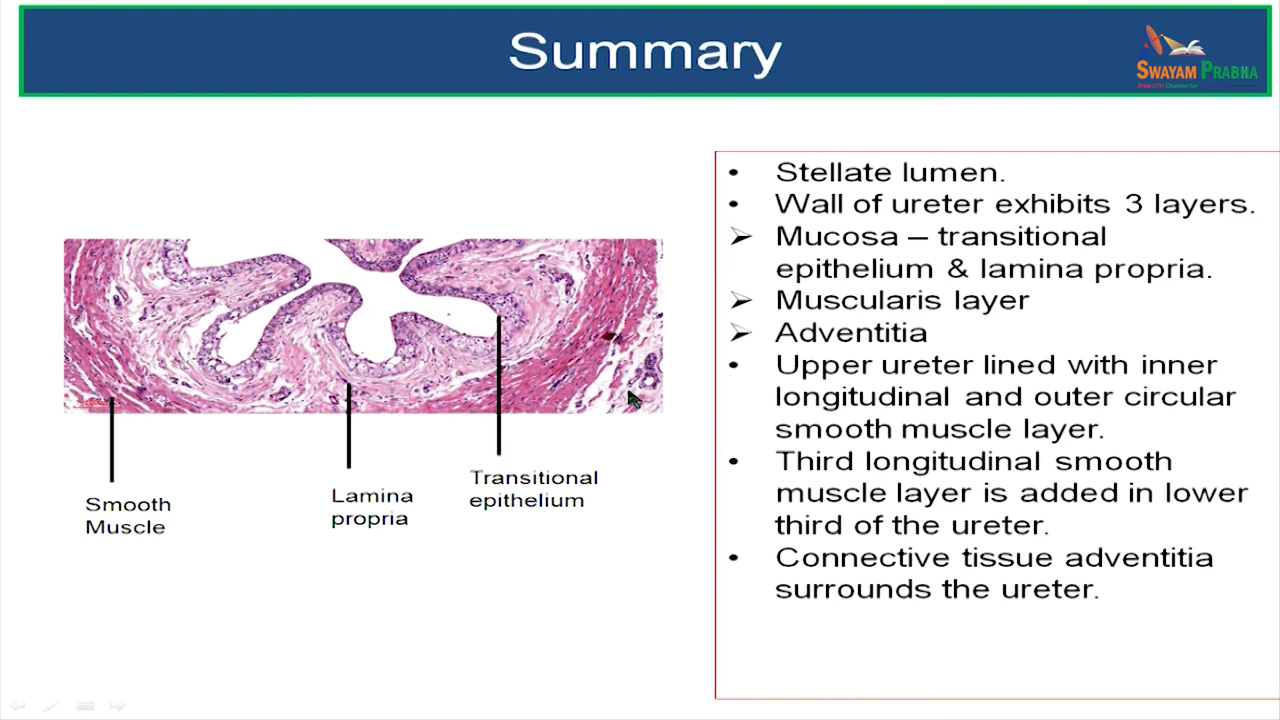 Summary
SWAYAM PRABHA
Stellate lumen.
Wall of ureter exhibits 3 layers.
Mucosa – transitional
epithelium & lamina propria.
Muscularis layer
Adventitia
Upper ureter lined with inner
longitudinal and outer circular
smooth muscle layer.
Third longitudinal smooth
muscle layer is added in lower
third of the ureter.
Connective tissue adventitia
surrounds the ureter.
Smooth
Muscle
Lamina
propria
Transitional
epithelium